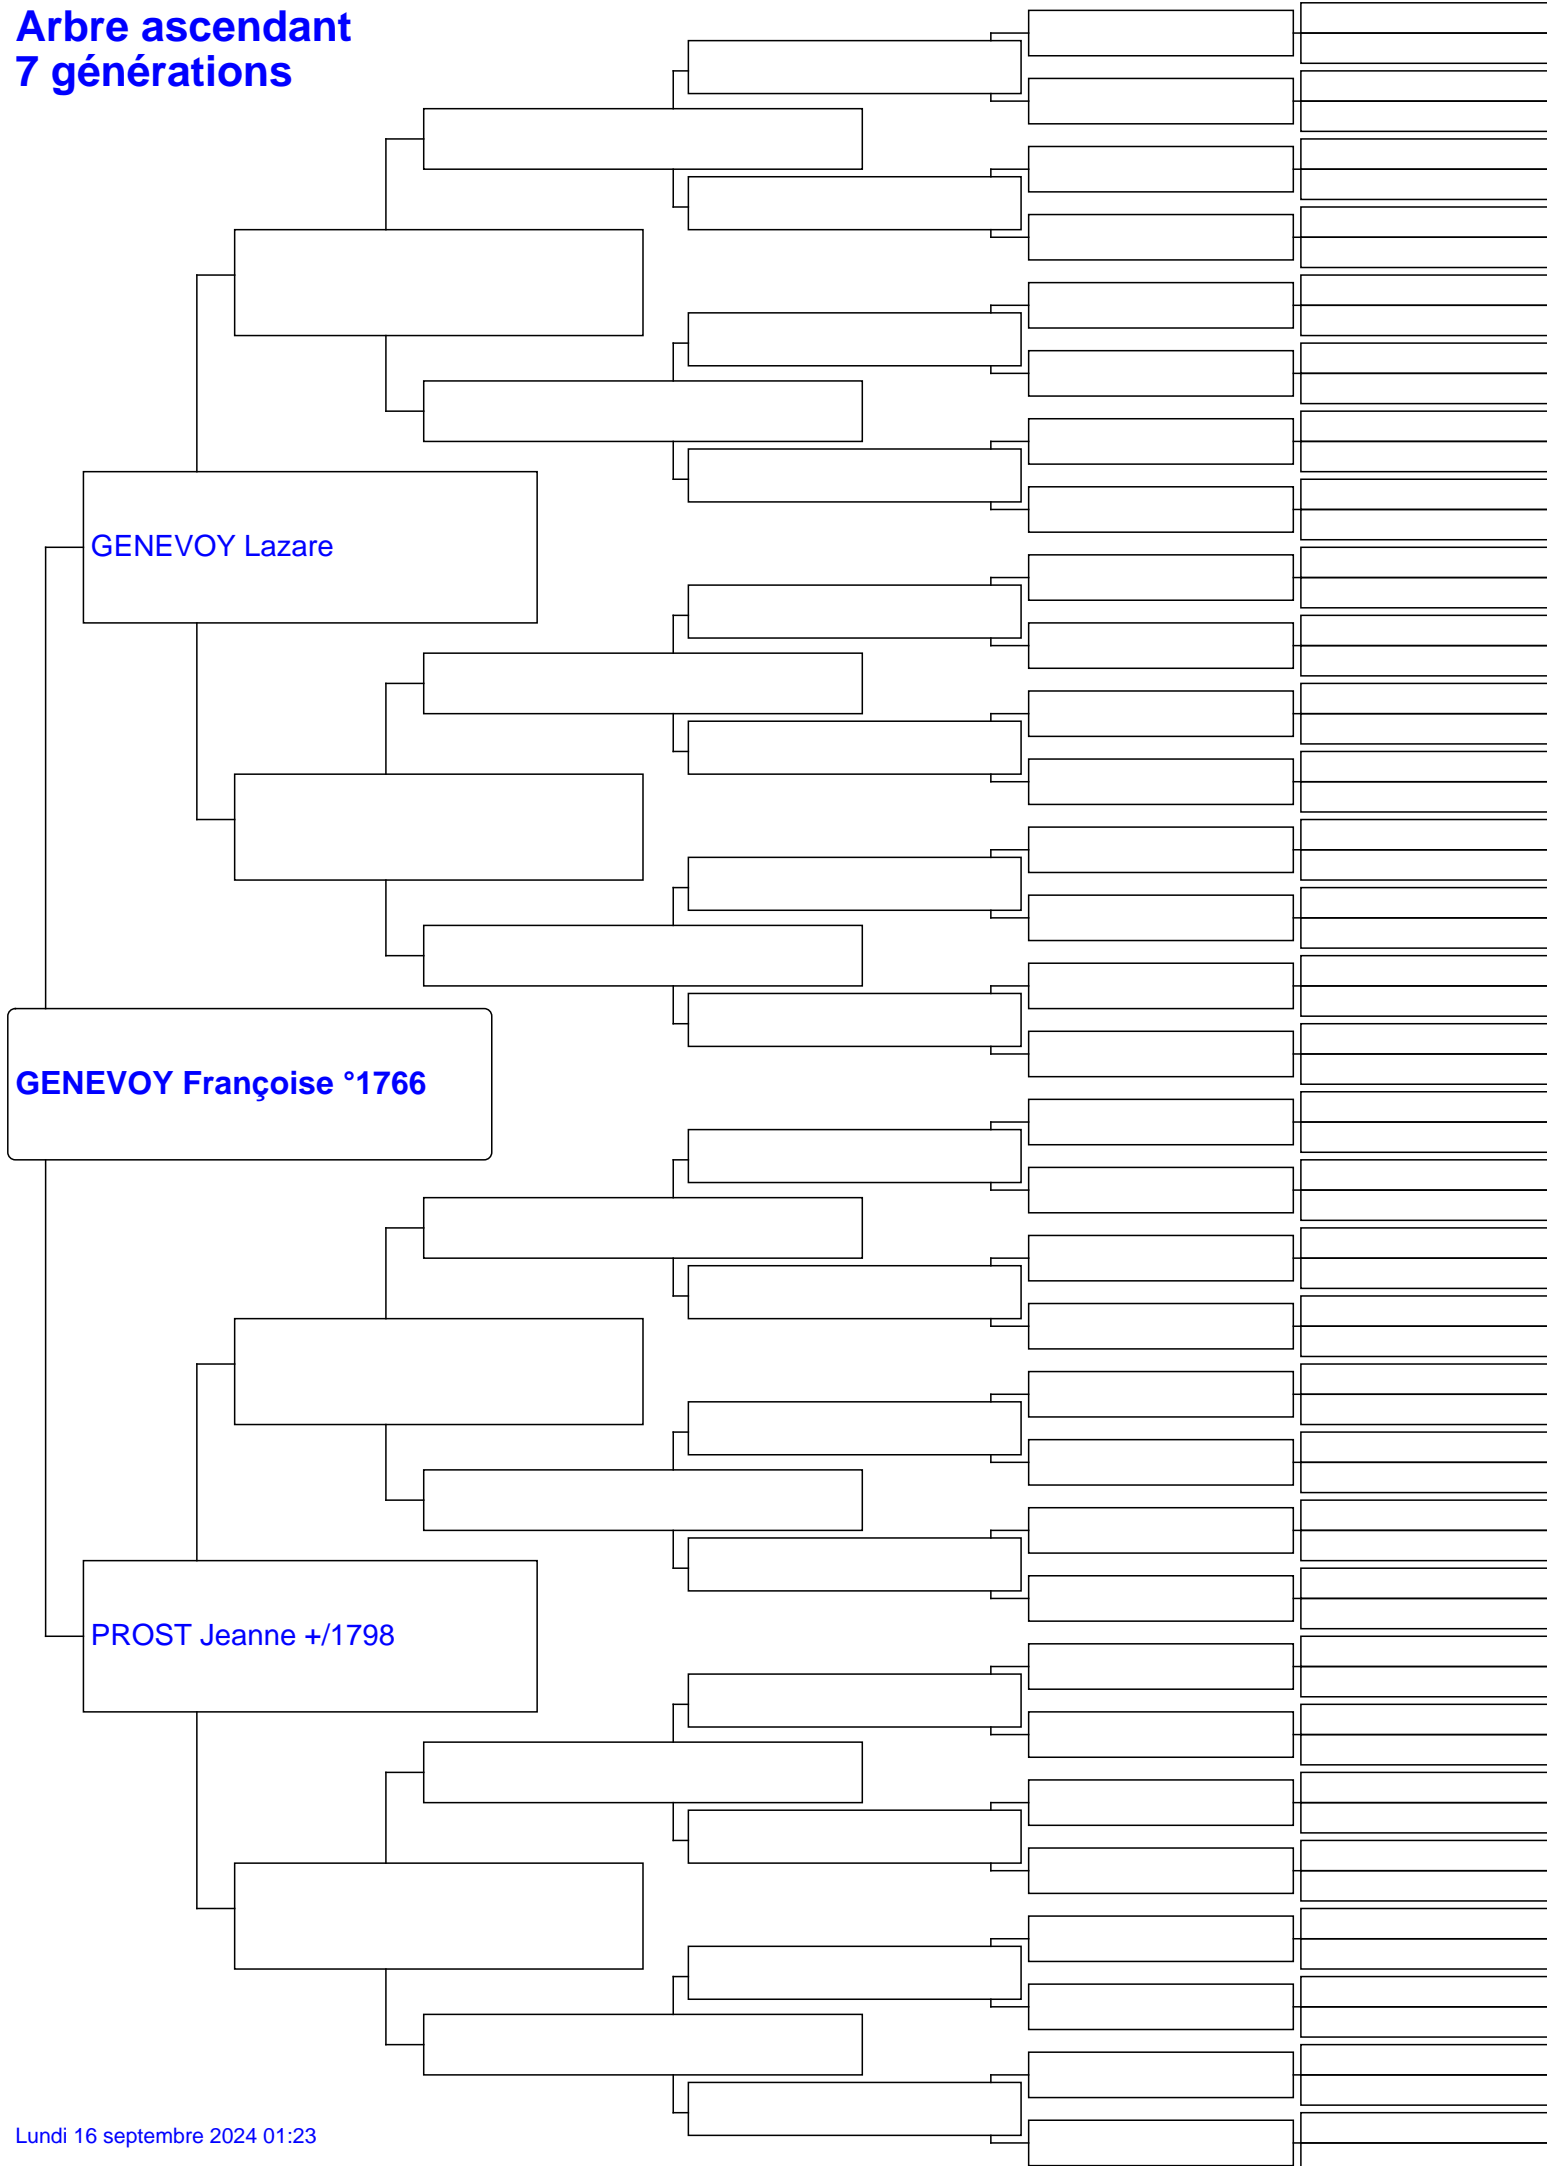 Arbre ascendant
7 générations
GENEVOY Lazare
GENEVOY Françoise °1766
PROST Jeanne +/1798
Lundi 16 septembre 2024 01:23